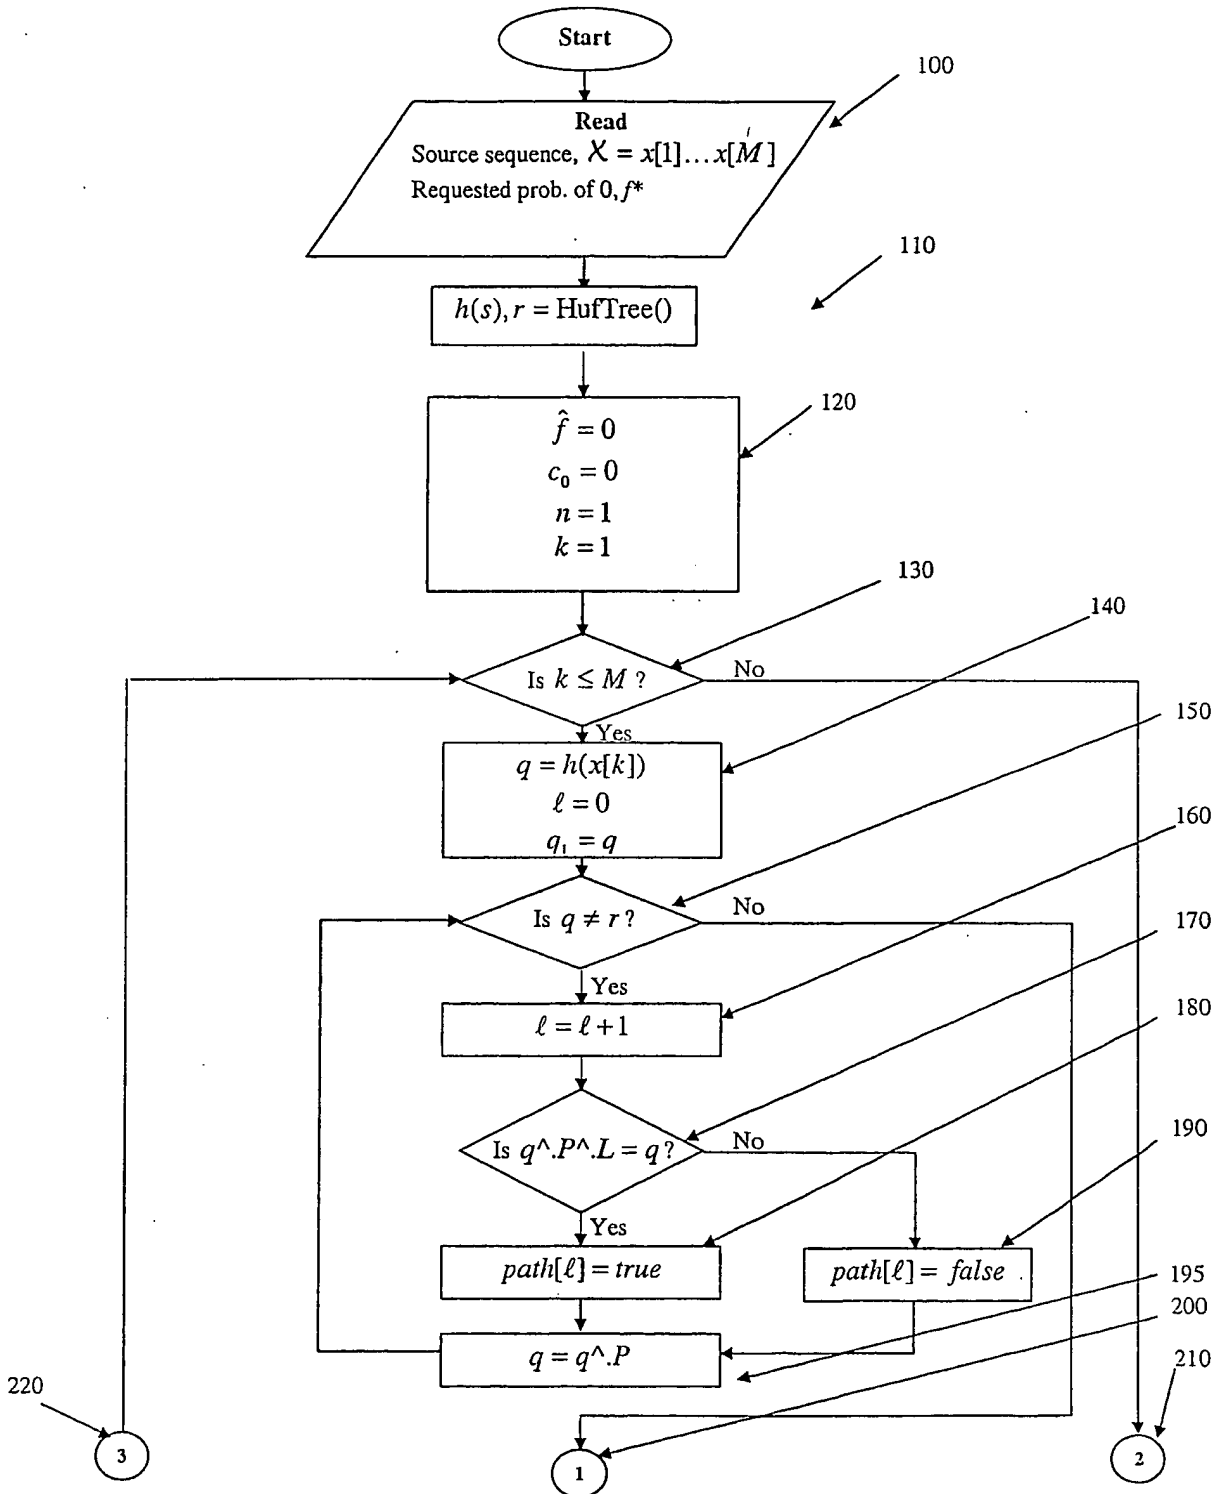 Start
100
Read
Source sequence, X = x[1]...x[M]
Requested prob. of 0, f*
110
h(s), r = HufTree()
120
f̂ = 0
c₀ = 0
n = 1
k = 1
130
140
Is k ≤ M ?
No
150
Yes
q = h(x[k])
ℓ = 0
q₁ = q
160
Is q ≠ r ?
No
170
Yes
180
ℓ = ℓ + 1
190
Is q^.P^.L = q ?
No
Yes
path[ℓ] = true
path[ℓ] = false
195
200
q = q^.P
210
220
3
1
2